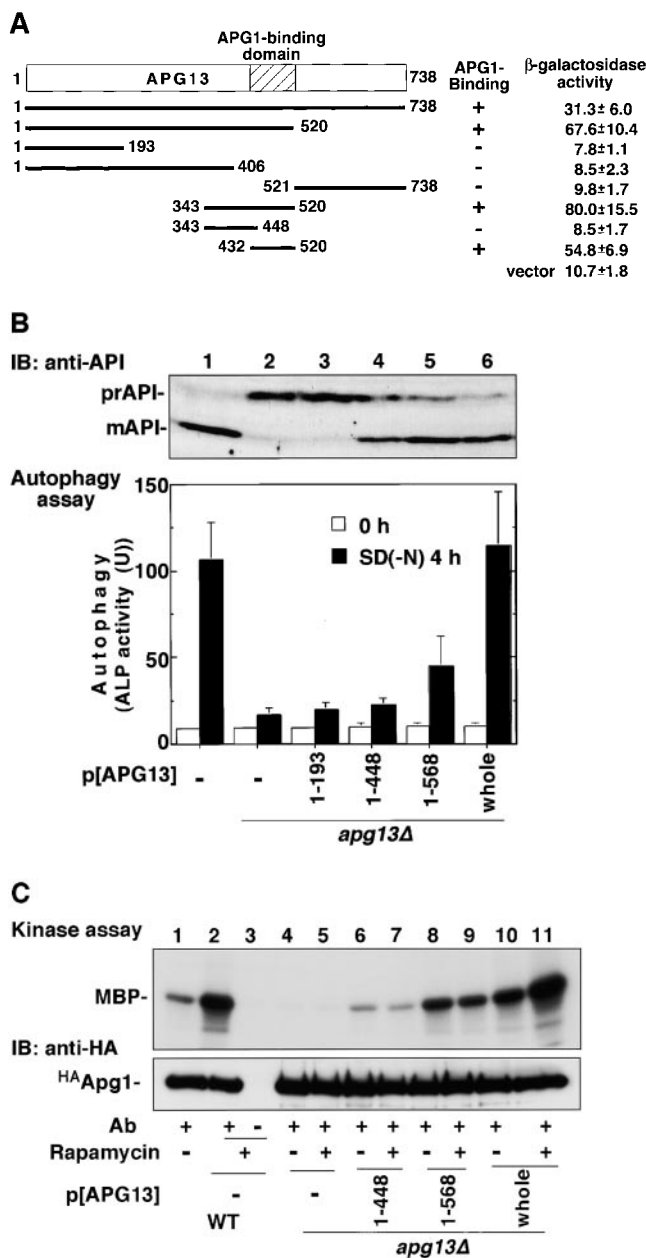 A
APG1-binding
domain
1 APG13 738
APG1-
Binding
β-galactosidase
activity
1 738 + 31.3± 6.0
1 520 + 67.6±10.4
1 193 - 7.8±1.1
1 406 - 8.5±2.3
521 738 - 9.8±1.7
343 520 + 80.0±15.5
343 448 - 8.5±1.7
432 520 + 54.8±6.9
vector 10.7±1.8
B
IB: anti-API 1 2 3 4 5 6
prAPI-
mAPI-
Autophagy
assay
Autophagy
(ALP activity (U))
150
100
50
0
0 h
SD(-N) 4 h
p[APG13] - - 1-193 1-448 1-568 whole
apg13Δ
C
Kinase assay 1 2 3 4 5 6 7 8 9 10 11
MBP-
IB: anti-HA
HAApg1-
Ab + + - + + + + + + + +
Rapamycin - + - + - + - + - +
p[APG13] - - 1-448 1-568 whole
WT apg13Δ